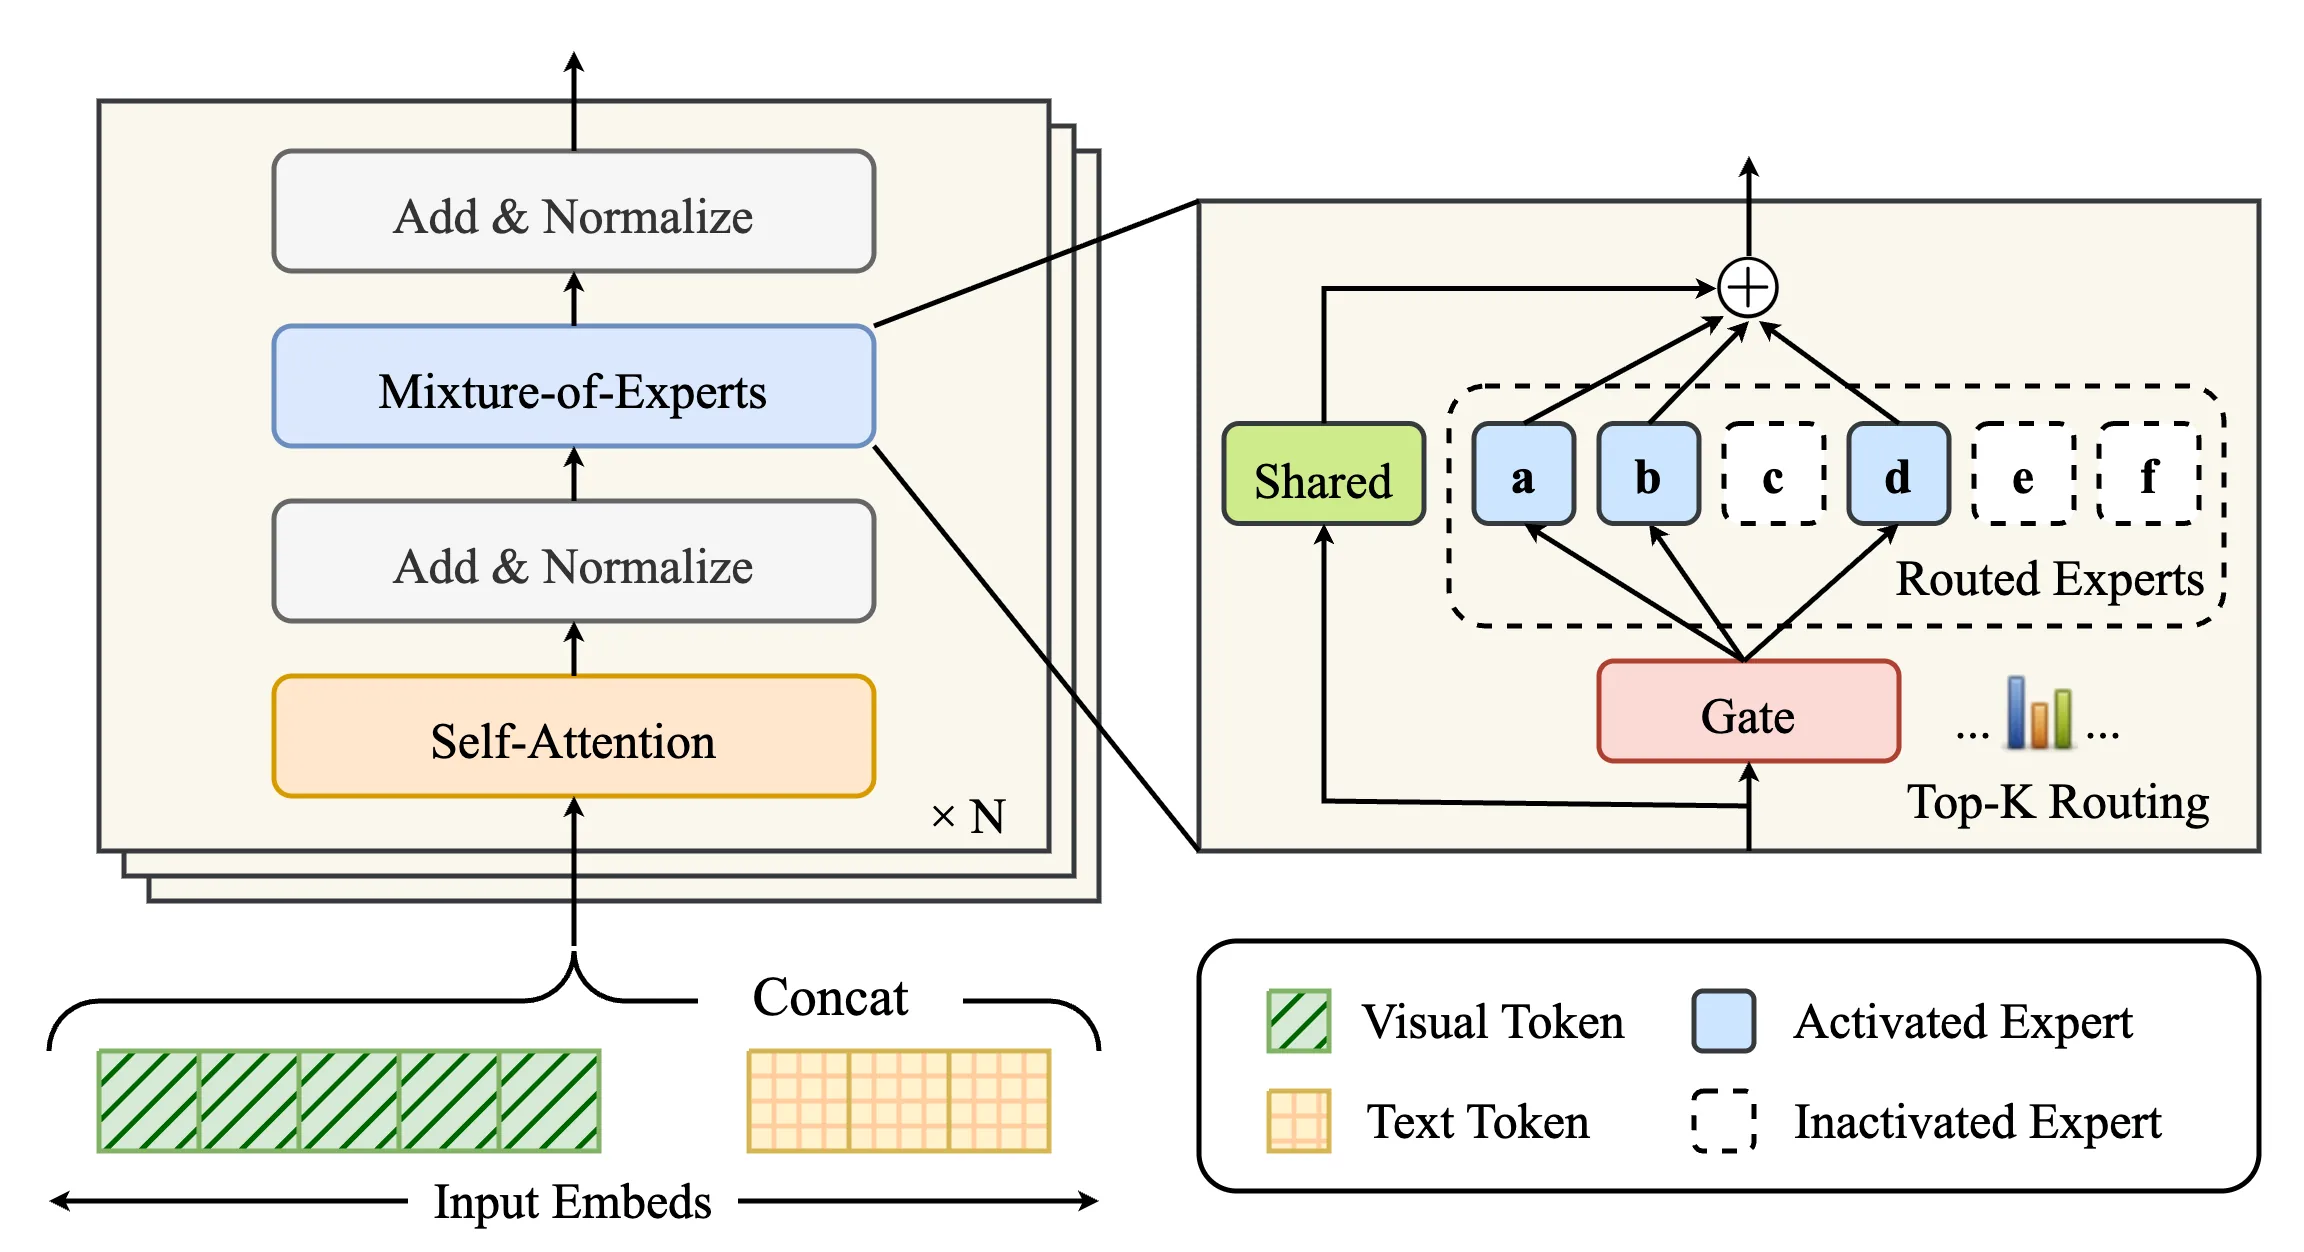 Add & Normalize
Mixture-of-Experts
Add & Normalize
Self-Attention
× N
Concat
Input Embeds
Shared
a b c d e f
Routed Experts
Gate
... ...
Top-K Routing
Visual Token
Activated Expert
Text Token
Inactivated Expert